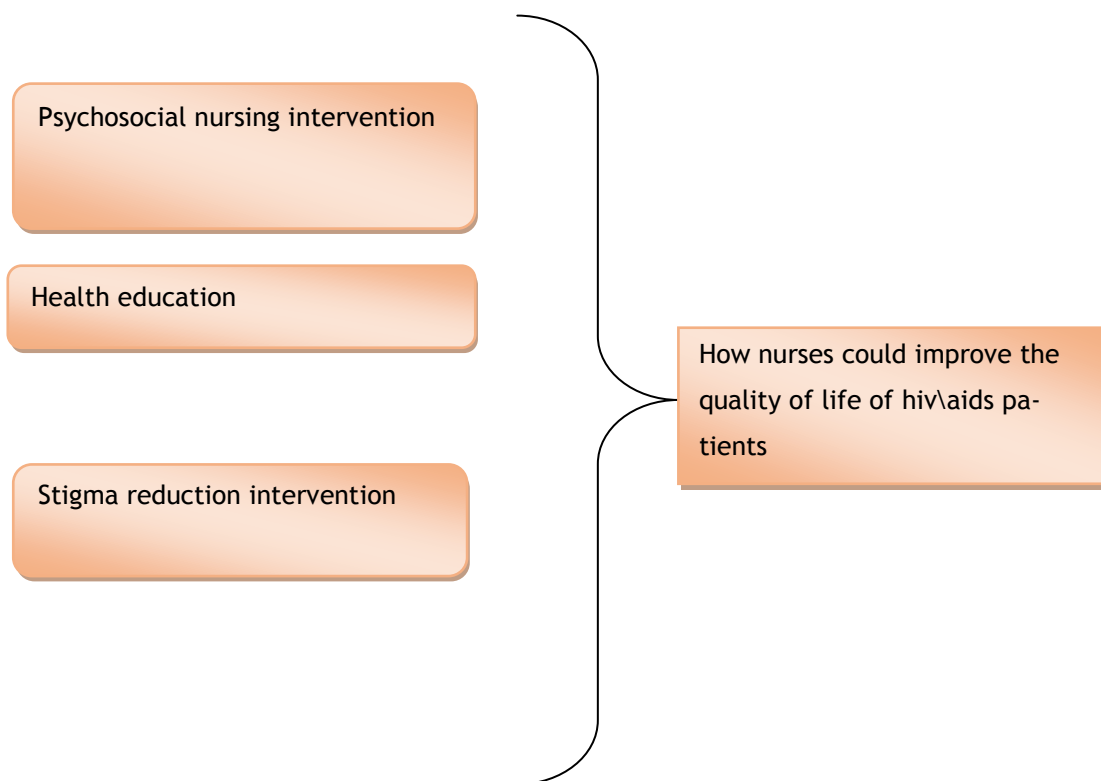 Psychosocial nursing intervention
Health education
Stigma reduction intervention
How nurses could improve the
quality of life of hiv\aids pa-
tients